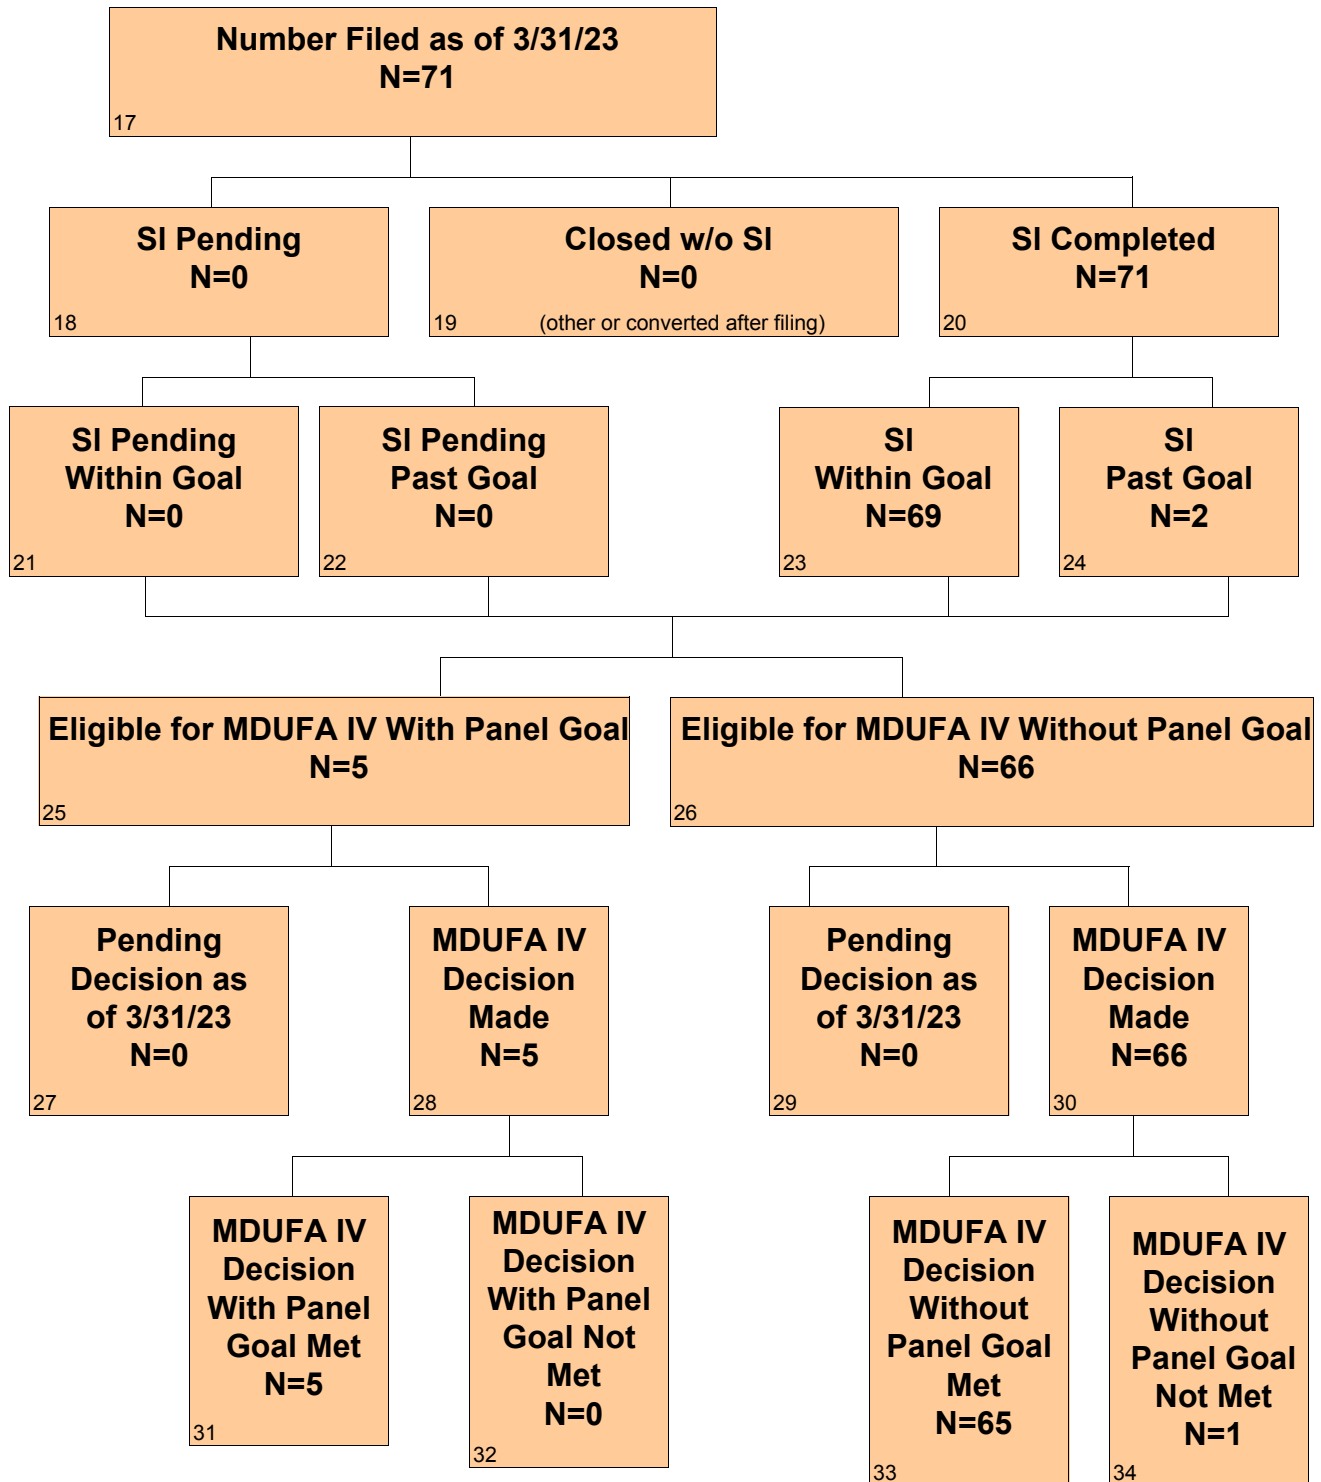 Number Filed as of 3/31/23
N=71
17
SI Pending
N=0
18
Closed w/o SI
N=0
19 (other or converted after filing)
SI Completed
N=71
20
SI Pending
Within Goal
N=0
21
SI Pending
Past Goal
N=0
22
SI
Within Goal
N=69
23
SI
Past Goal
N=2
24
Eligible for MDUFA IV With Panel Goal
N=5
25
Eligible for MDUFA IV Without Panel Goal
N=66
26
Pending
Decision as
of 3/31/23
N=0
27
MDUFA IV
Decision
Made
N=5
28
Pending
Decision as
of 3/31/23
N=0
29
MDUFA IV
Decision
Made
N=66
30
MDUFA IV
Decision
With Panel
Goal Met
N=5
31
MDUFA IV
Decision
With Panel
Goal Not
Met
N=0
32
MDUFA IV
Decision
Without
Panel Goal
Met
N=65
33
MDUFA IV
Decision
Without
Panel Goal
Not Met
N=1
34